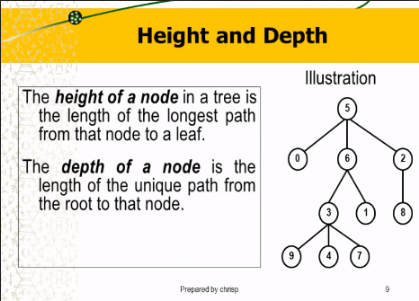 Height and Depth
Illustration
The height of a node in a tree is
the length of the longest path
from that node to a leaf.
The depth of a node is the
length of the unique path from
the root to that node.
5
0 6 2
3 1 8
9 4 7
Prepared by chrisp
9